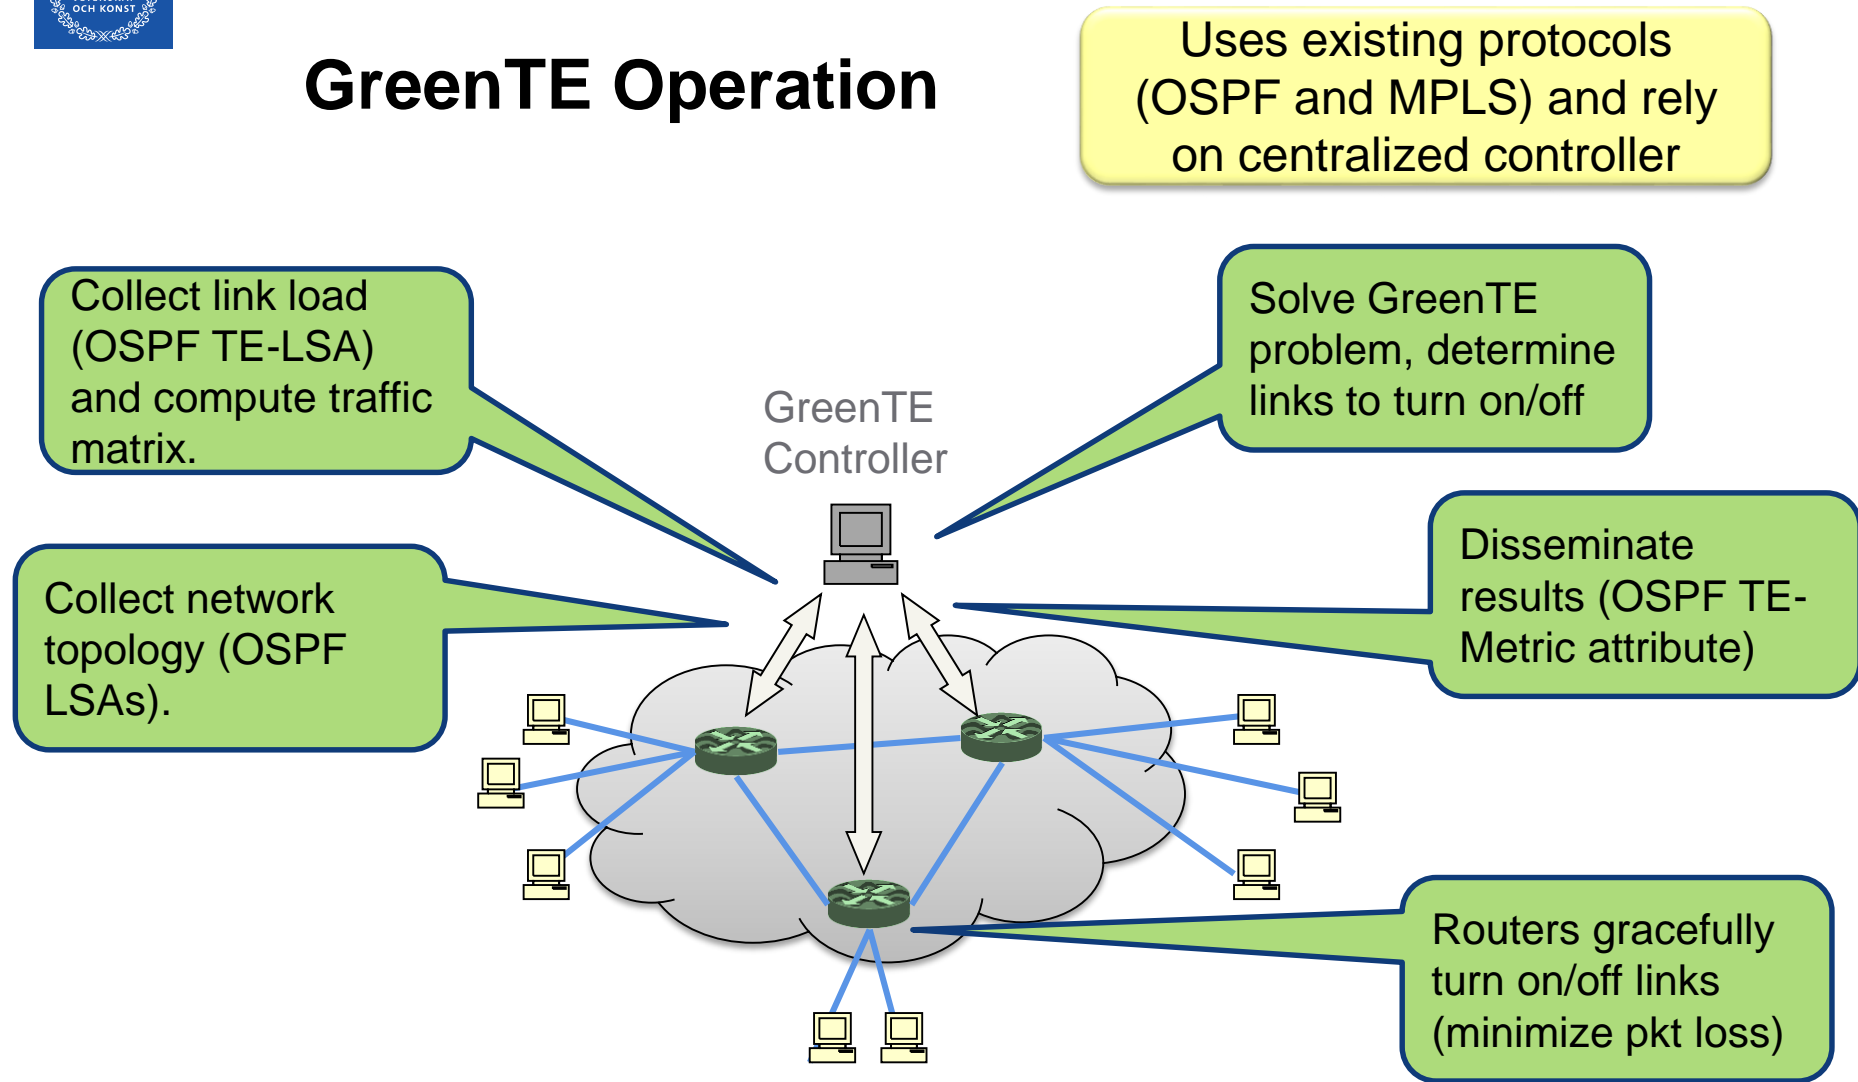 OCH KONST
GreenTE Operation
Uses existing protocols
(OSPF and MPLS) and rely
on centralized controller
Collect link load
(OSPF TE-LSA)
and compute traffic
matrix.
Solve GreenTE
problem, determine
links to turn on/off
GreenTE
Controller
Collect network
topology (OSPF
LSAs).
Disseminate
results (OSPF TE-
Metric attribute)
Routers gracefully
turn on/off links
(minimize pkt loss)